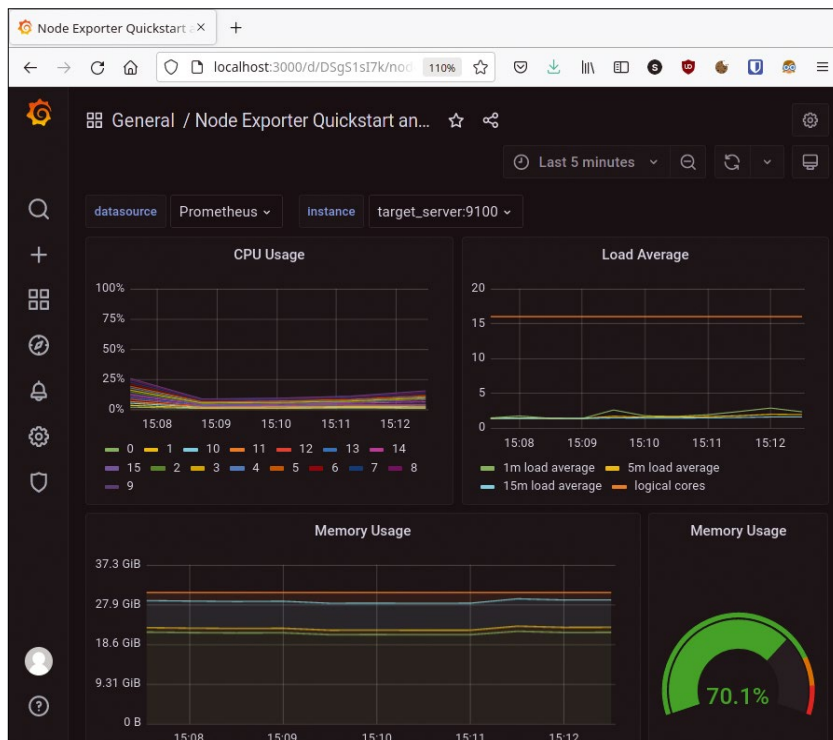 Node Exporter Quickstart a
localhost:3000/d/DSgS1sI7k/nod
110%
S
General / Node Exporter Quickstart an...
Last 5 minutes
datasource
Prometheus
instance
target_server:9100
CPU Usage
100%
75%
50%
25%
0%
15:08 15:09 15:10 15:11 15:12
0 1 10 11 12 13 14
15 2 3 4 5 6 7 8
9
Load Average
20
15
10
5
0
15:08 15:09 15:10 15:11 15:12
1m load average 5m load average
15m load average logical cores
Memory Usage
37.3 GiB
27.9 GiB
18.6 GiB
9.31 GiB
0 B
15:08 15:09 15:10 15:11 15:12
Memory Usage
70.1%